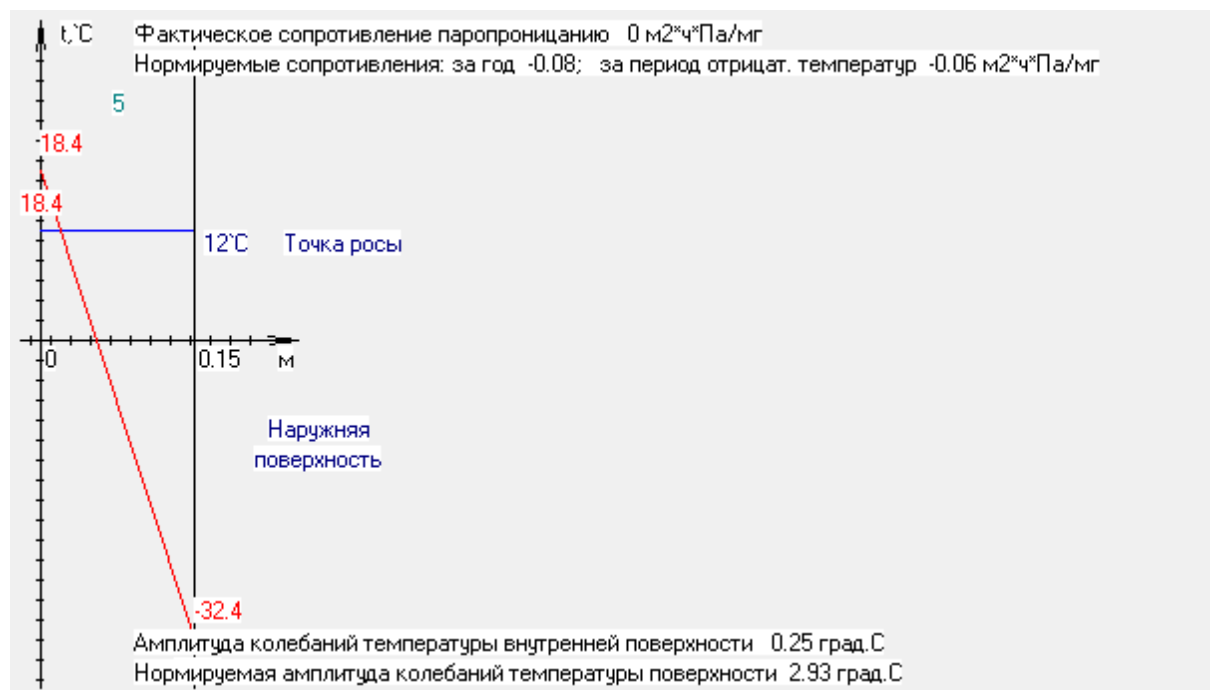 t,°C
Фактическое сопротивление паропроницанию 0 м2*ч*Па/мг
Нормируемые сопротивления: за год -0.08; за период отрицат. температур -0.06 м2*ч*Па/мг
5
18.4
18.4
12°C Точка росы
0 0.15 м
Наружняя
поверхность
-32.4
Амплитуда колебаний температуры внутренней поверхности 0.25 град.С
Нормируемая амплитуда колебаний температуры поверхности 2.93 град.С